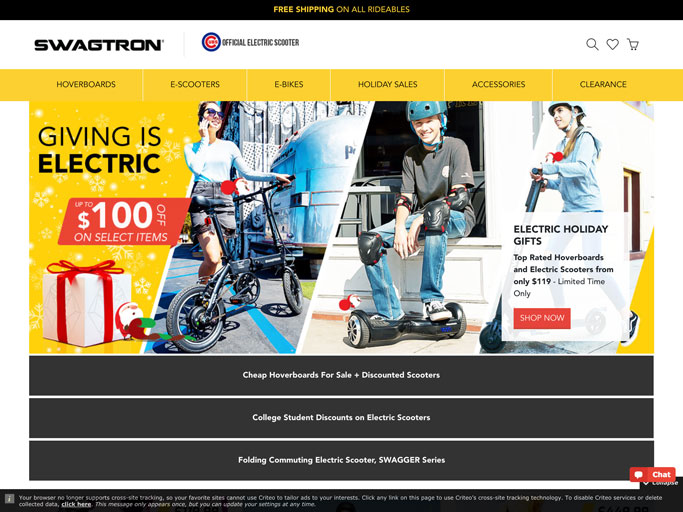 FREE SHIPPING ON ALL RIDEABLES
SWAGTRON
CUBS OFFICIAL ELECTRIC SCOOTER
HOVERBOARDS E-SCOOTERS E-BIKES HOLIDAY SALES ACCESSORIES CLEARANCE
GIVING IS
ELECTRIC
UP TO
$100 OFF
ON SELECT ITEMS
ELECTRIC HOLIDAY
GIFTS
Top Rated Hoverboards
and Electric Scooters from
only $119 - Limited Time
Only
SHOP NOW
Cheap Hoverboards For Sale + Discounted Scooters
College Student Discounts on Electric Scooters
Folding Commuting Electric Scooter, SWAGGER Series
Chat
Collapse
Your browser no longer supports cross-site tracking, so your favorite sites cannot use Criteo to tailor ads to your interests. Click any link on this page to use Criteo's cross-site tracking technology. To disable Criteo services or delete
collected data, click here. This message only appears once, but you can update your settings at any time.